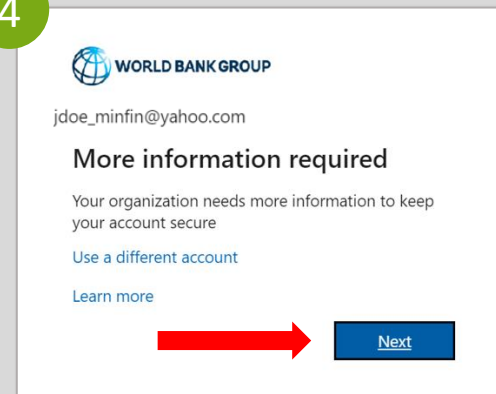 4
WORLD BANK GROUP
jdoe_minfin@yahoo.com
More information required
Your organization needs more information to keep
your account secure
Use a different account
Learn more
Next